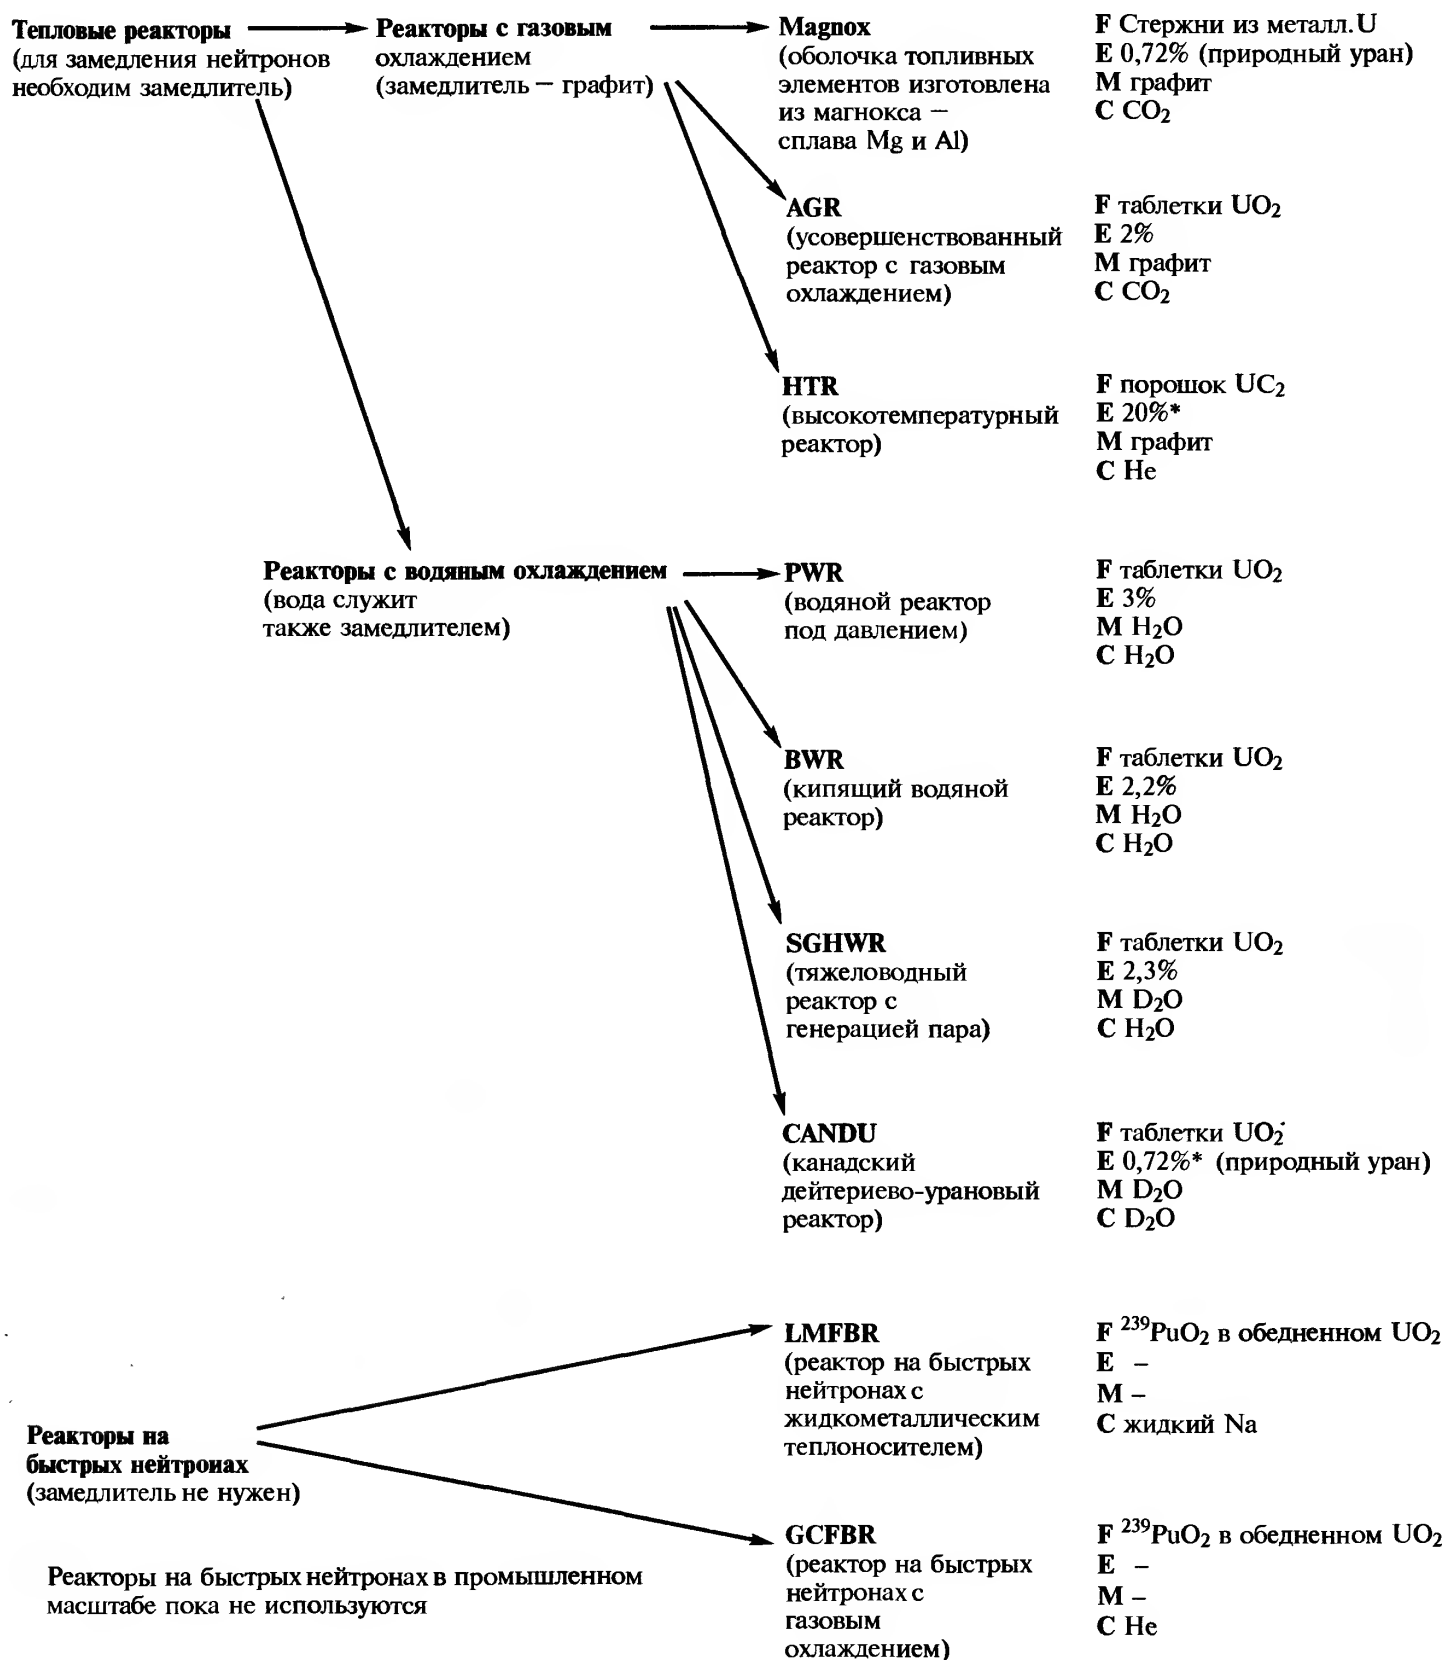 Тепловые реакторы
(для замедления нейтронов
необходим замедлитель)
Реакторы с газовым
охлаждением
(замедлитель — графит)
Magnox
(оболочка топливных
элементов изготовлена
из магнокса —
сплава Mg и Al)
F Стержни из металл. U
E 0,72% (природный уран)
M графит
C CO₂
AGR
(усовершенствованный
реактор с газовым
охлаждением)
F таблетки UO₂
E 2%
M графит
C CO₂
HTR
(высокотемпературный
реактор)
F порошок UC₂
E 20%*
M графит
C He
Реакторы с водяным охлаждением
(вода служит
также замедлителем)
PWR
(водяной реактор
под давлением)
F таблетки UO₂
E 3%
M H₂O
C H₂O
BWR
(кипящий водяной
реактор)
F таблетки UO₂
E 2,2%
M H₂O
C H₂O
SGHWR
(тяжеловодный
реактор с
генерацией пара)
F таблетки UO₂
E 2,3%
M D₂O
C H₂O
CANDU
(канадский
дейтериево-урановый
реактор)
F таблетки UO₂
E 0,72%* (природный уран)
M D₂O
C D₂O
Реакторы на
быстрых нейтронах
(замедлитель не нужен)
LMFBR
(реактор на быстрых
нейтронах с
жидкометаллическим
теплоносителем)
F ²³⁹PuO₂ в обедненном UO₂
E –
M –
C жидкий Na
GCFBR
(реактор на быстрых
нейтронах с
газовым
охлаждением)
F ²³⁹PuO₂ в обедненном UO₂
E –
M –
C He
Реакторы на быстрых нейтронах в промышленном
масштабе пока не используются